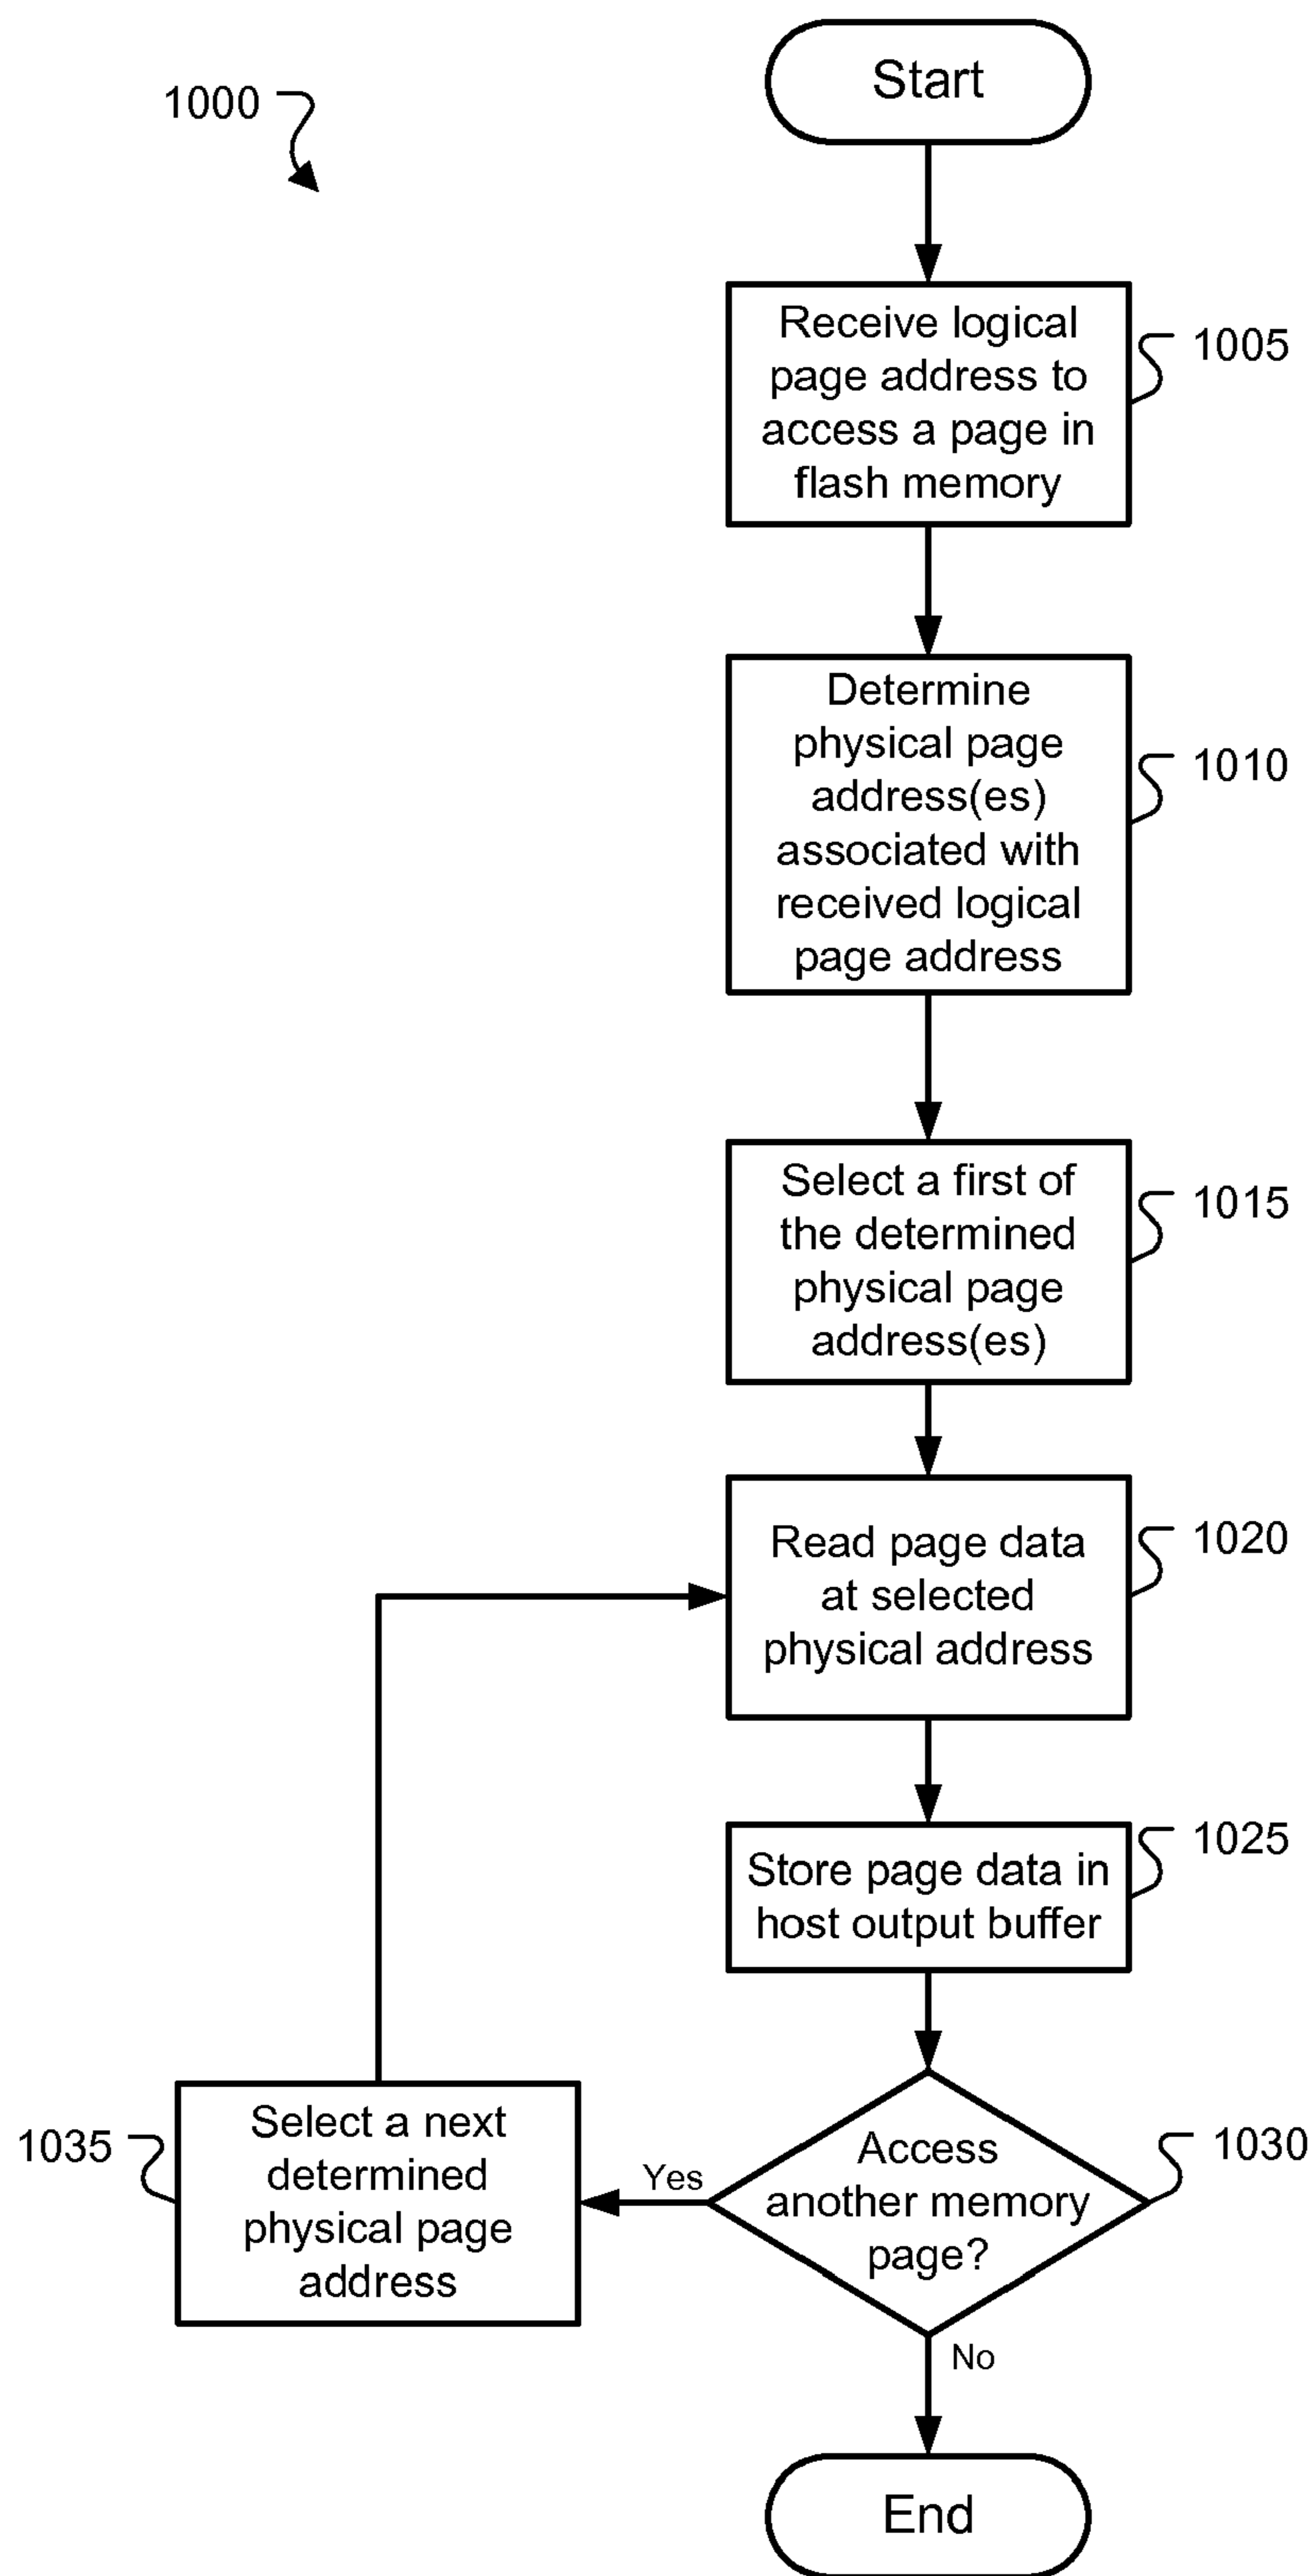 Start
1000
Receive logical
page address to
access a page in
flash memory
1005
Determine
physical page
address(es)
associated with
received logical
page address
1010
Select a first of
the determined
physical page
address(es)
1015
Read page data
at selected
physical address
1020
Store page data in
host output buffer
1025
Access
another memory
page?
1030
Yes
Select a next
determined
physical page
address
1035
No
End